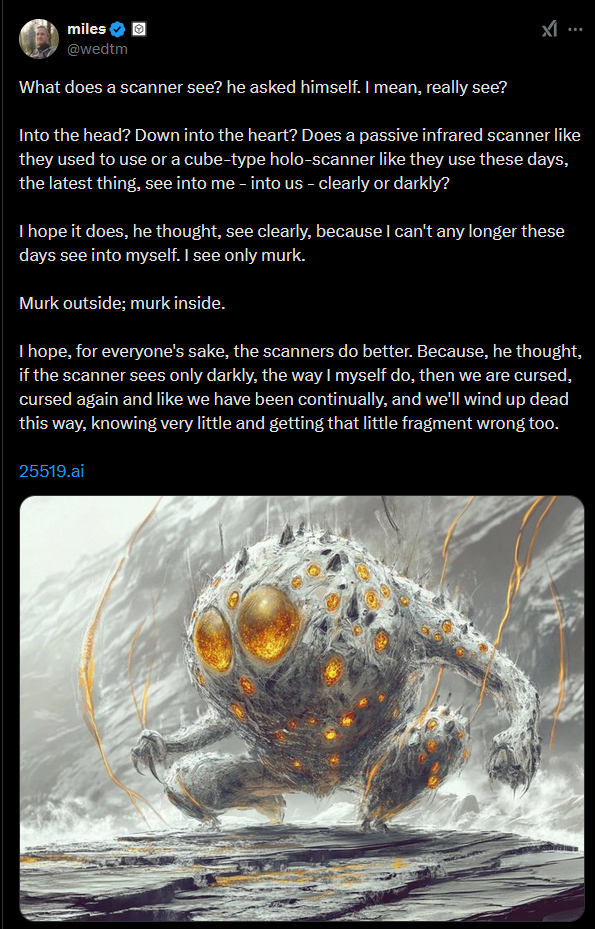 miles
@wedtm
What does a scanner see? he asked himself. I mean, really see?
Into the head? Down into the heart? Does a passive infrared scanner like
they used to use or a cube-type holo-scanner like they use these days,
the latest thing, see into me - into us - clearly or darkly?
I hope it does, he thought, see clearly, because I can't any longer these
days see into myself. I see only murk.
Murk outside; murk inside.
I hope, for everyone's sake, the scanners do better. Because, he thought,
if the scanner sees only darkly, the way I myself do, then we are cursed,
cursed again and like we have been continually, and we'll wind up dead
this way, knowing very little and getting that little fragment wrong too.
25519.ai